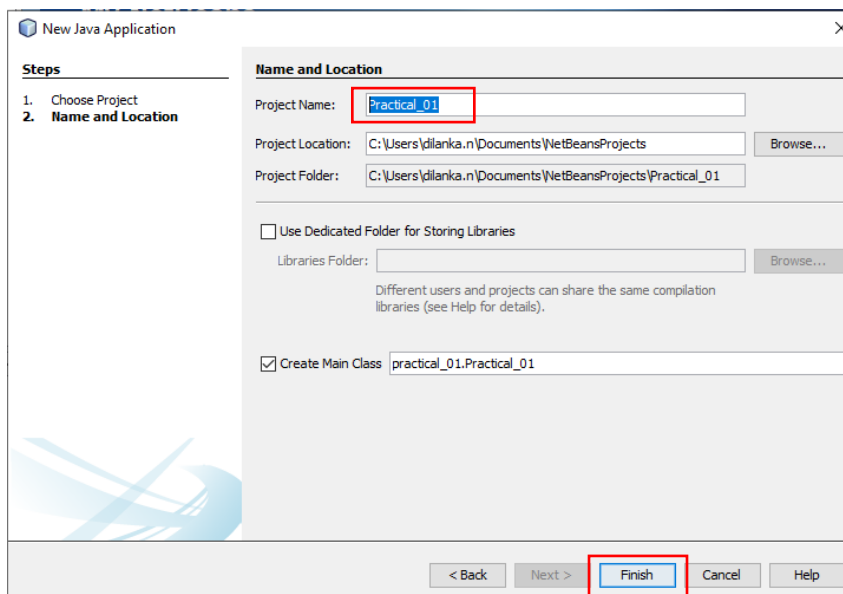 New Java Application
Steps
1. Choose Project
2. Name and Location
Name and Location
Project Name: Practical_01
Project Location: C:\Users\dilanka.n\Documents\NetBeansProjects Browse...
Project Folder: C:\Users\dilanka.n\Documents\NetBeansProjects\Practical_01
Use Dedicated Folder for Storing Libraries
Libraries Folder: Browse...
Different users and projects can share the same compilation
libraries (see Help for details).
Create Main Class practical_01.Practical_01
< Back Next > Finish Cancel Help